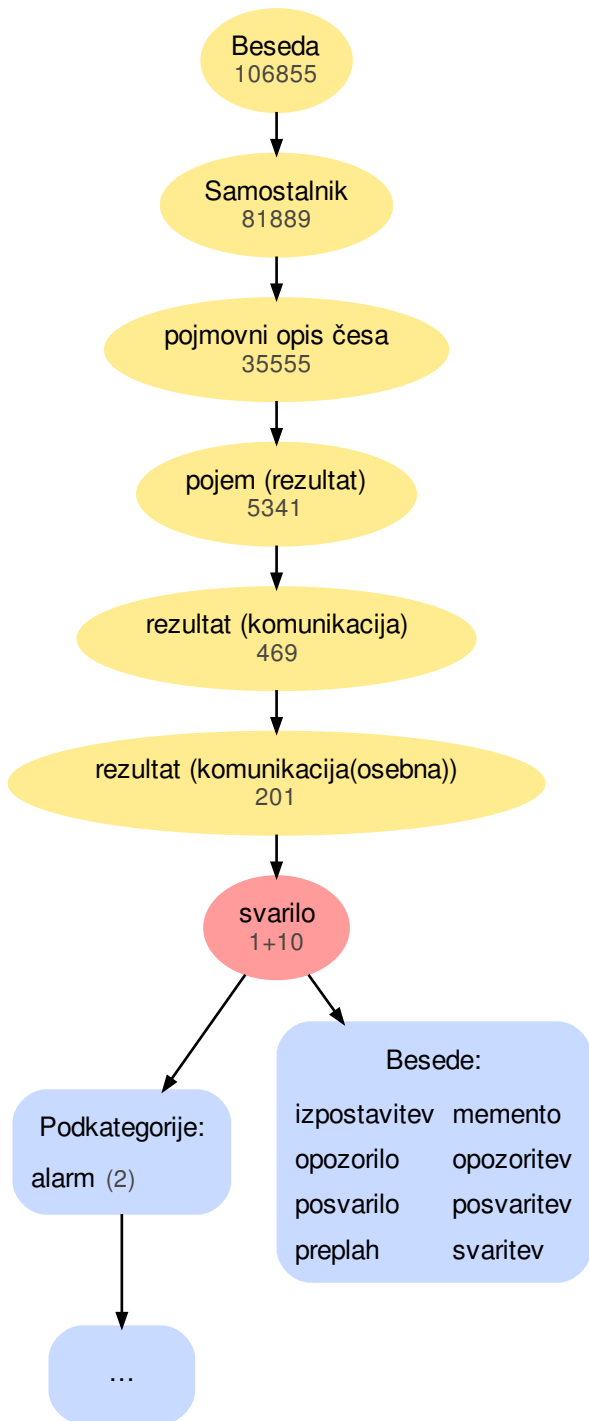 Beseda
106855
Samostalnik
81889
pojmovni opis česa
35555
pojem (rezultat)
5341
rezultat (komunikacija)
469
rezultat (komunikacija(osebna))
201
svarilo
1+10
Podkategorije:
alarm (2)
...
Besede:
izpostavitev memento
opozorilo opozoritev
posvarilo posvaritev
preplah svaritev